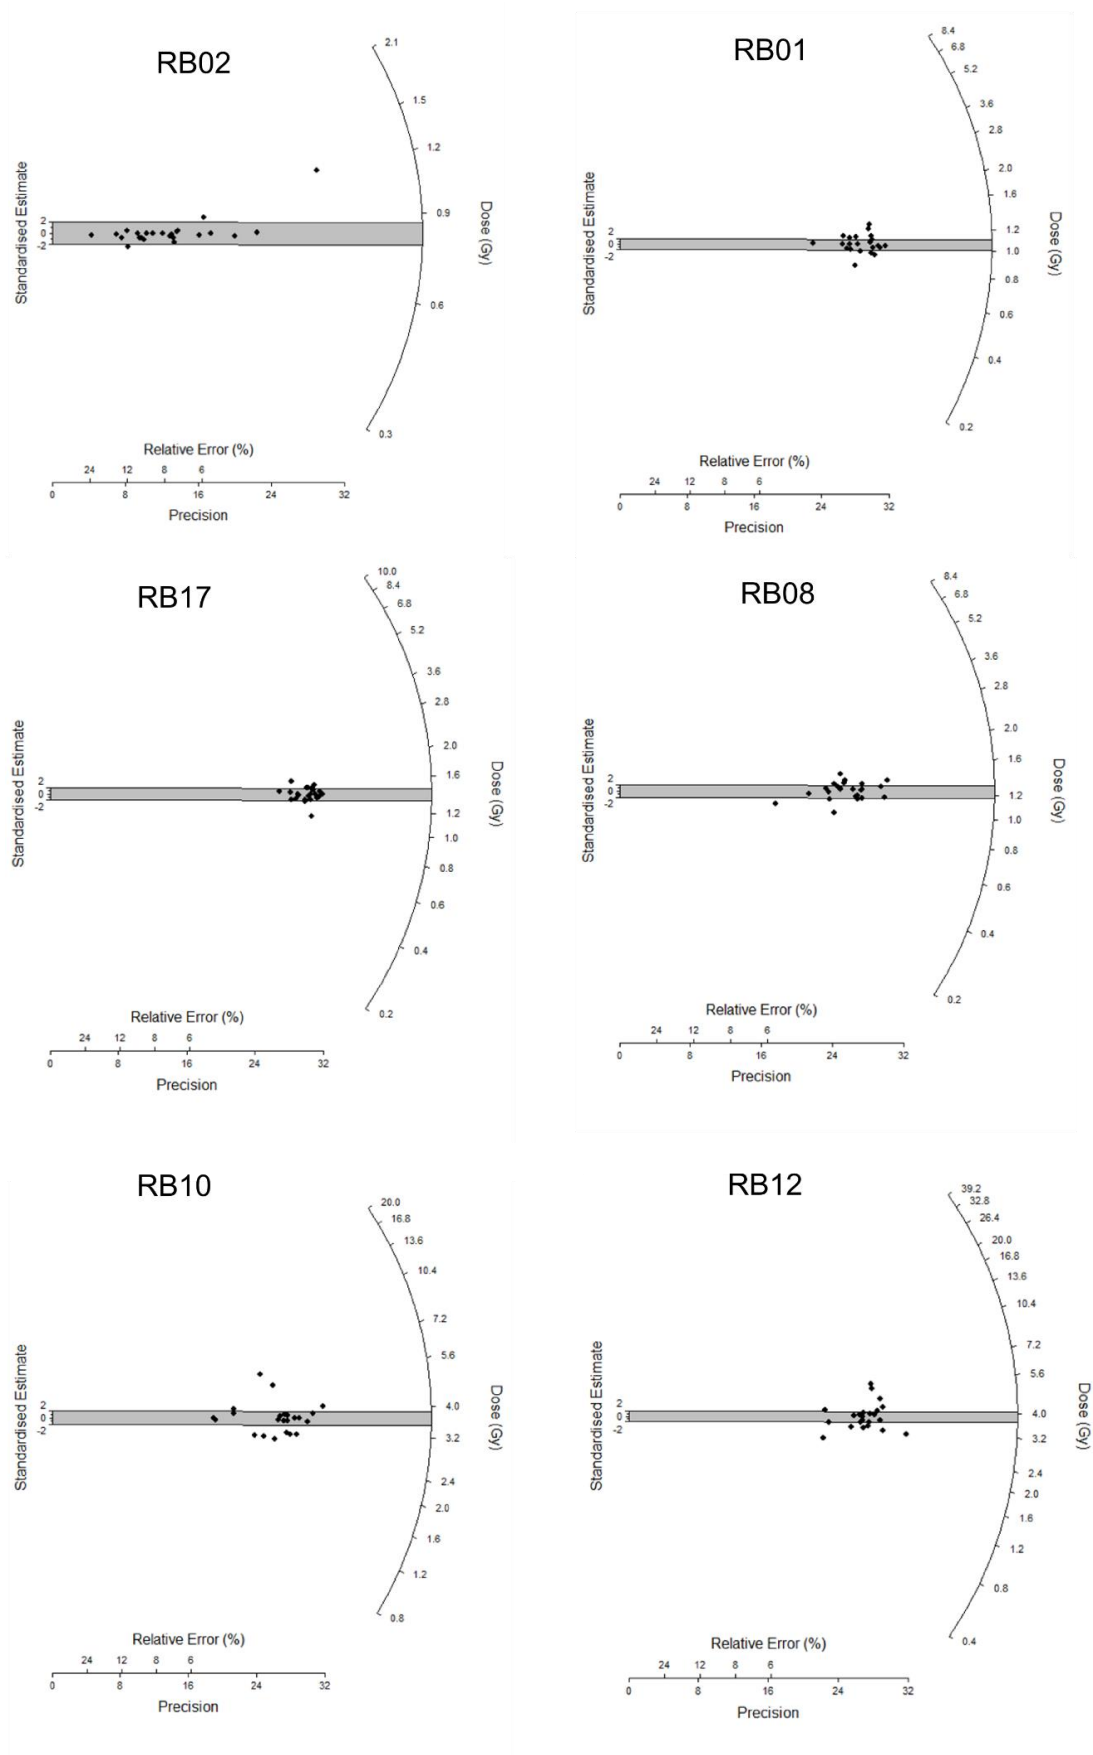 RB02
2.1
1.5
1.2
0.9
0.6
0.3
Dose (Gy)
Standardised Estimate
2
0
-2
Relative Error (%)
24 12 8 6
0 8 16 24 32
Precision
RB01
8.4
6.8
5.2
3.6
2.8
2.0
1.6
1.2
1.0
0.8
0.6
0.4
0.2
Dose (Gy)
Standardised Estimate
2
0
-2
Relative Error (%)
24 12 8 6
0 8 16 24 32
Precision
RB17
10.0
8.4
6.8
5.2
3.6
2.8
2.0
1.6
1.2
1.0
0.8
0.6
0.4
0.2
Dose (Gy)
Standardised Estimate
2
0
-2
Relative Error (%)
24 12 8 6
0 8 16 24 32
Precision
RB08
8.4
6.8
5.2
3.6
2.8
2.0
1.6
1.2
1.0
0.8
0.6
0.4
0.2
Dose (Gy)
Standardised Estimate
2
0
-2
Relative Error (%)
24 12 8 6
0 8 16 24 32
Precision
RB10
20.0
16.8
13.6
10.4
7.2
5.6
4.0
3.2
2.4
2.0
1.6
1.2
0.8
Dose (Gy)
Standardised Estimate
2
0
-2
Relative Error (%)
24 12 8 6
0 8 16 24 32
Precision
RB12
39.2
32.8
26.4
20.0
16.8
13.6
10.4
7.2
5.6
4.0
3.2
2.4
2.0
1.6
1.2
0.8
0.4
Dose (Gy)
Standardised Estimate
2
0
-2
Relative Error (%)
24 12 8 6
0 8 16 24 32
Precision